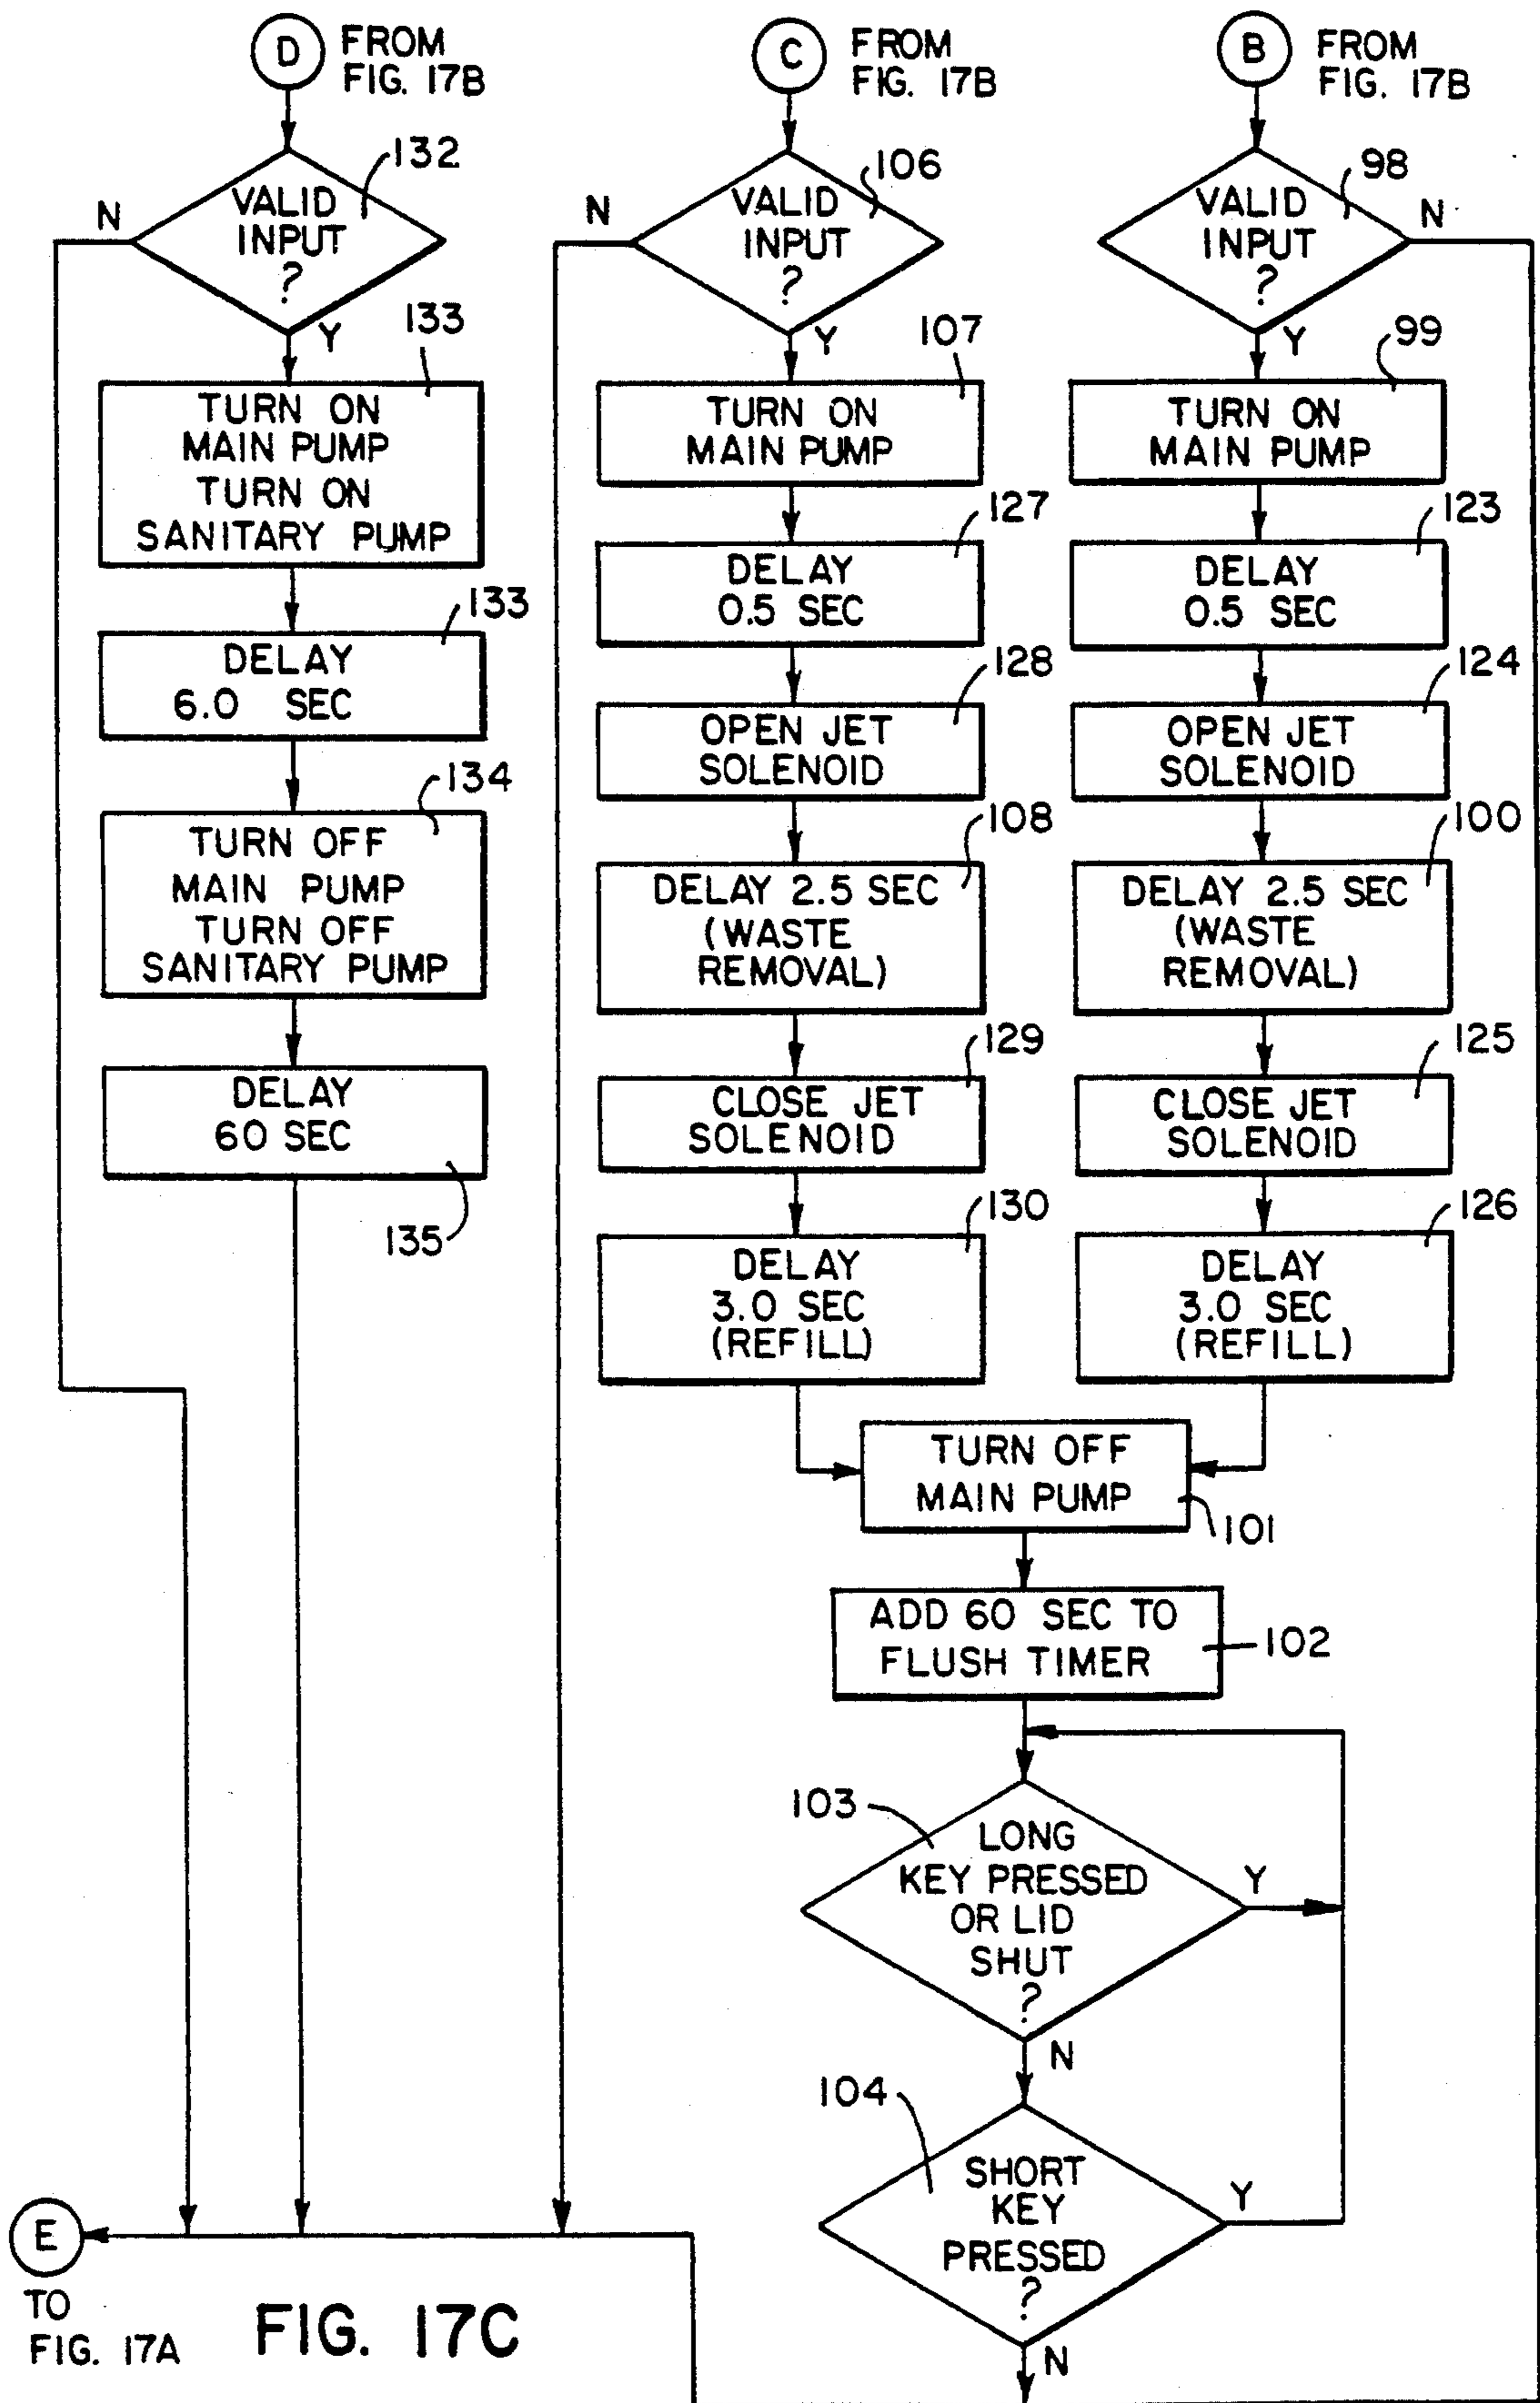 D
FROM
FIG. 17B
132
VALID
INPUT
?
N
Y
133
TURN ON
MAIN PUMP
TURN ON
SANITARY PUMP
133
DELAY
6.0 SEC
134
TURN OFF
MAIN PUMP
TURN OFF
SANITARY PUMP
DELAY
60 SEC
135
C
FROM
FIG. 17B
106
VALID
INPUT
?
N
Y
107
TURN ON
MAIN PUMP
127
DELAY
0.5 SEC
128
OPEN JET
SOLENOID
108
DELAY 2.5 SEC
(WASTE
REMOVAL)
129
CLOSE JET
SOLENOID
130
DELAY
3.0 SEC
(REFILL)
B
FROM
FIG. 17B
98
VALID
INPUT
?
N
Y
99
TURN ON
MAIN PUMP
123
DELAY
0.5 SEC
124
OPEN JET
SOLENOID
100
DELAY 2.5 SEC
(WASTE
REMOVAL)
125
CLOSE JET
SOLENOID
126
DELAY
3.0 SEC
(REFILL)
TURN OFF
MAIN PUMP
101
ADD 60 SEC TO
FLUSH TIMER
102
103
LONG
KEY PRESSED
OR LID
SHUT
?
Y
N
104
SHORT
KEY
PRESSED
?
Y
N
E
TO
FIG. 17A
FIG. 17C